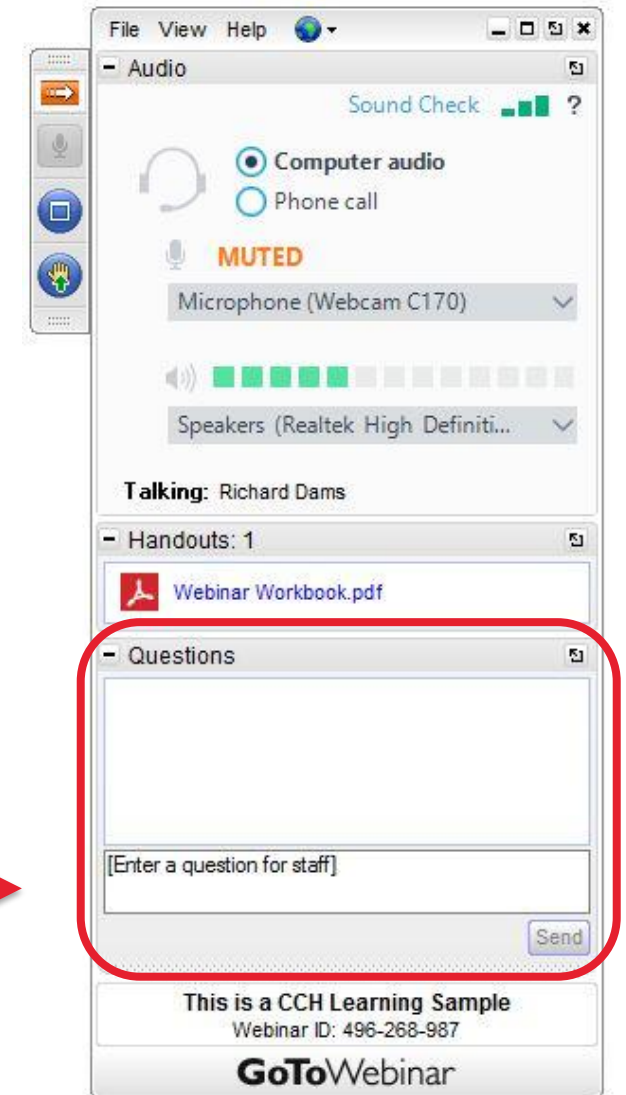 File View Help
- Audio
Sound Check ?
Computer audio
Phone call
MUTED
Microphone (Webcam C170)
Speakers (Realtek High Definiti...
Talking: Richard Dams
- Handouts: 1
Webinar Workbook.pdf
- Questions
[Enter a question for staff]
Send
This is a CCH Learning Sample
Webinar ID: 496-268-987
GoToWebinar